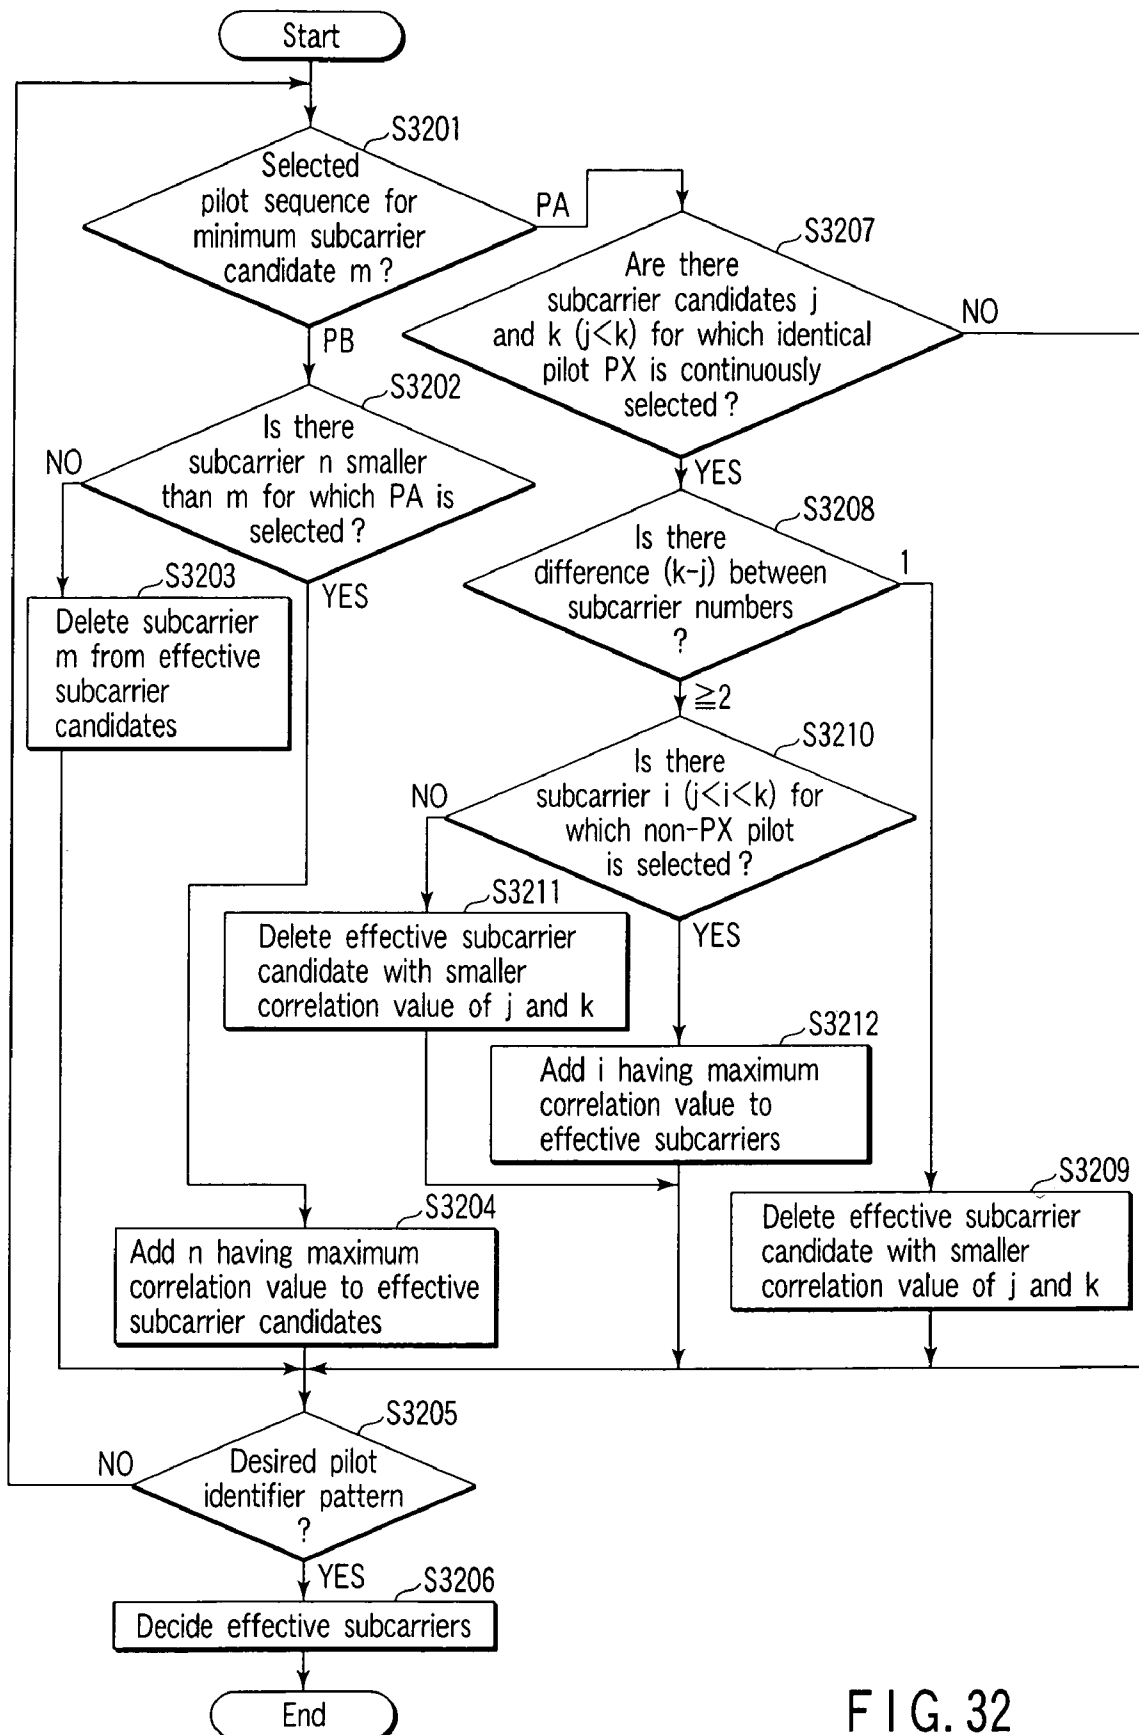 Start
S3201
Selected
pilot sequence for
minimum subcarrier
candidate m ?
PA
PB
S3207
Are there
subcarrier candidates j
and k (j<k) for which identical
pilot PX is continuously
selected ?
NO
YES
S3202
Is there
subcarrier n smaller
than m for which PA is
selected ?
NO
YES
S3208
Is there
difference (k-j) between
subcarrier numbers
?
1
≧2
S3203
Delete subcarrier
m from effective
subcarrier
candidates
S3210
Is there
subcarrier i (j<i<k) for
which non-PX pilot
is selected ?
NO
YES
S3211
Delete effective subcarrier
candidate with smaller
correlation value of j and k
S3212
Add i having maximum
correlation value to
effective subcarriers
S3209
Delete effective subcarrier
candidate with smaller
correlation value of j and k
S3204
Add n having maximum
correlation value to effective
subcarrier candidates
S3205
Desired pilot
identifier pattern
?
NO
YES
S3206
Decide effective subcarriers
End
FIG. 32